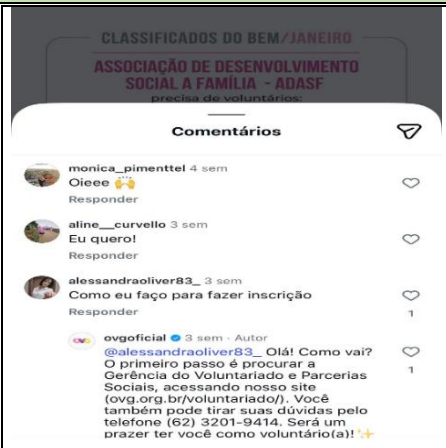 CLASSIFICADOS DO BEM/JANEIRO
ASSOCIAÇÃO DE DESENVOLVIMENTO
SOCIAL A FAMÍLIA - ADASF
precisa de voluntários:
Comentários
monica_pimenttel 4 sem
Oieee 🙌
Responder
aline__curvello 3 sem
Eu quero!
Responder
alessandraoliver83_ 3 sem
Como eu faço para fazer inscrição
Responder
1
ovg
ovgoficial 3 sem · Autor
@alessandraoliver83_ Olá! Como vai?
O primeiro passo é procurar a
Gerência do Voluntariado e Parcerias
Sociais, acessando nosso site
(ovg.org.br/voluntariado/). Você
também pode tirar suas dúvidas pelo
telefone (62) 3201-9414. Será um
prazer ter você como voluntário(a)! ✨
1